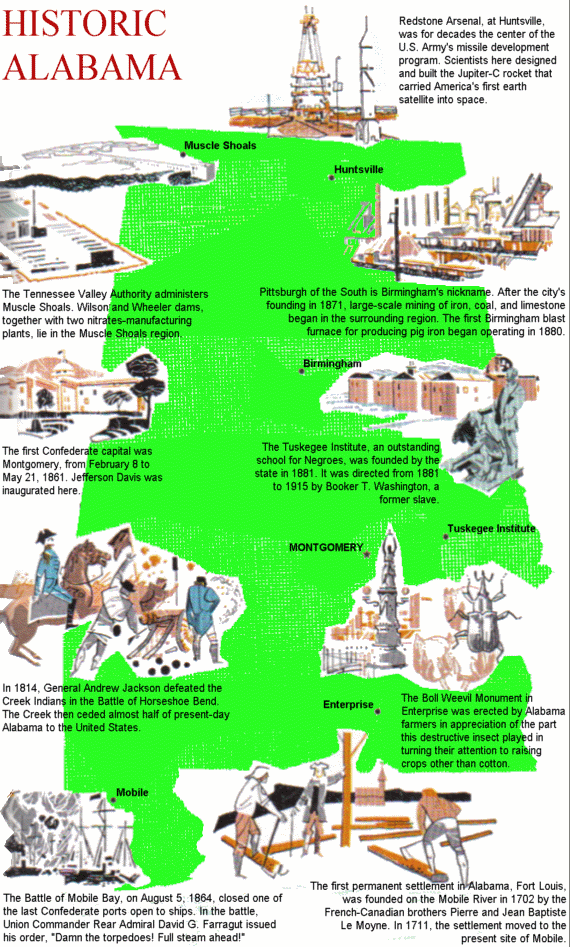 HISTORIC
ALABAMA
Redstone Arsenal, at Huntsville,
was for decades the center of the
U.S. Army's missile development
program. Scientists here designed
and built the Jupiter-C rocket that
carried America's first earth
satellite into space.
Muscle Shoals
Huntsville
The Tennessee Valley Authority administers
Muscle Shoals. Wilson and Wheeler dams,
together with two nitrates-manufacturing
plants, lie in the Muscle Shoals region.
Pittsburgh of the South is Birmingham's nickname. After the city's
founding in 1871, large-scale mining of iron, coal, and limestone
began in the surrounding region. The first Birmingham blast
furnace for producing pig iron began operating in 1880.
Birmingham
The first Confederate capital was
Montgomery, from February 8 to
May 21, 1861. Jefferson Davis was
inaugurated here.
The Tuskegee Institute, an outstanding
school for Negroes, was founded by the
state in 1881. It was directed from 1881
to 1915 by Booker T. Washington, a
former slave.
Tuskegee Institute
MONTGOMERY
In 1814, General Andrew Jackson defeated the
Creek Indians in the Battle of Horseshoe Bend.
The Creek then ceded almost half of present-day
Alabama to the United States.
Enterprise
The Boll Weevil Monument in
Enterprise was erected by Alabama
farmers in appreciation of the part
this destructive insect played in
turning their attention to raising
crops other than cotton.
Mobile
The Battle of Mobile Bay, on August 5, 1864, closed one of
the last Confederate ports open to ships. In the battle,
Union Commander Rear Admiral David G. Farragut issued
his order, "Damn the torpedoes! Full steam ahead!"
The first permanent settlement in Alabama, Fort Louis,
was founded on the Mobile River in 1702 by the
French-Canadian brothers Pierre and Jean Baptiste
Le Moyne. In 1711, the settlement moved to the
present site of Mobile.